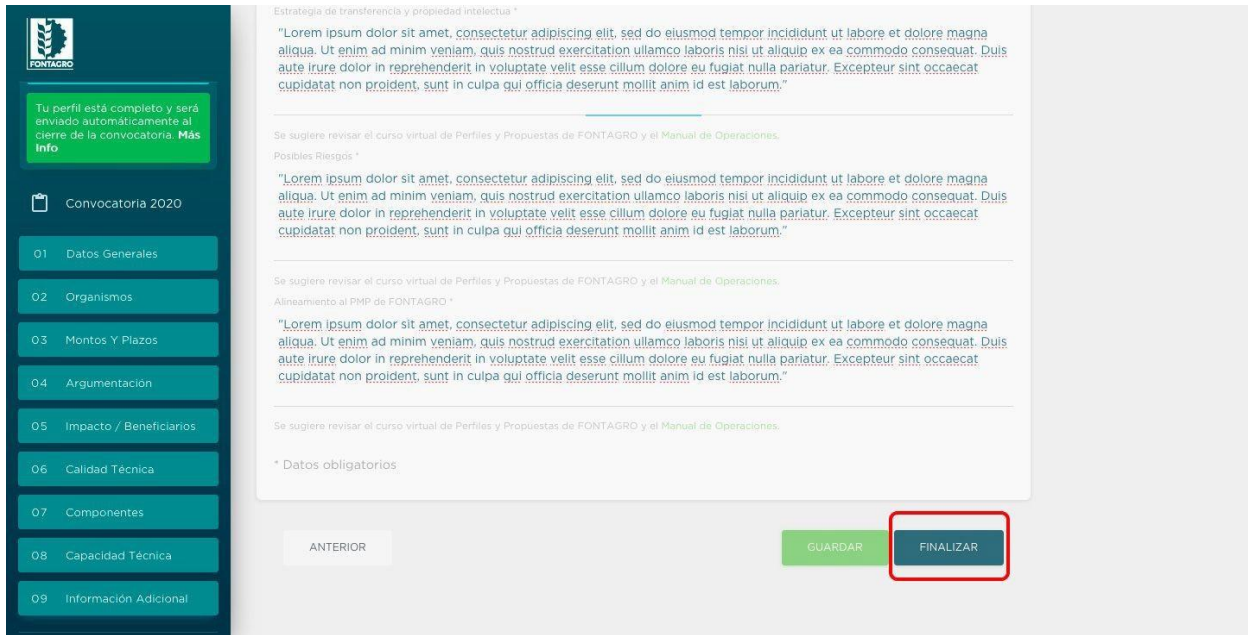 FONTAGRO
Tu perfil está completo y será
enviado automáticamente al
cierre de la convocatoria. Más
Info
Convocatoria 2020
01 Datos Generales
02 Organismos
03 Montos Y Plazos
04 Argumentación
05 Impacto / Beneficiarios
06 Calidad Técnica
07 Componentes
08 Capacidad Técnica
09 Información Adicional
Estrategia de transferencia y propiedad intelectua *
"Lorem ipsum dolor sit amet, consectetur adipiscing elit, sed do eiusmod tempor incididunt ut labore et dolore magna
aliqua. Ut enim ad minim veniam, quis nostrud exercitation ullamco laboris nisi ut aliquip ex ea commodo consequat. Duis
aute irure dolor in reprehenderit in voluptate velit esse cillum dolore eu fugiat nulla pariatur. Excepteur sint occaecat
cupidatat non proident, sunt in culpa qui officia deserunt mollit anim id est laborum."
Se sugiere revisar el curso virtual de Perfiles y Propuestas de FONTAGRO y el Manual de Operaciones.
Posibles Riesgos *
"Lorem ipsum dolor sit amet, consectetur adipiscing elit, sed do eiusmod tempor incididunt ut labore et dolore magna
aliqua. Ut enim ad minim veniam, quis nostrud exercitation ullamco laboris nisi ut aliquip ex ea commodo consequat. Duis
aute irure dolor in reprehenderit in voluptate velit esse cillum dolore eu fugiat nulla pariatur. Excepteur sint occaecat
cupidatat non proident, sunt in culpa qui officia deserunt mollit anim id est laborum."
Se sugiere revisar el curso virtual de Perfiles y Propuestas de FONTAGRO y el Manual de Operaciones.
Alineamiento al PMP de FONTAGRO *
"Lorem ipsum dolor sit amet, consectetur adipiscing elit, sed do eiusmod tempor incididunt ut labore et dolore magna
aliqua. Ut enim ad minim veniam, quis nostrud exercitation ullamco laboris nisi ut aliquip ex ea commodo consequat. Duis
aute irure dolor in reprehenderit in voluptate velit esse cillum dolore eu fugiat nulla pariatur. Excepteur sint occaecat
cupidatat non proident, sunt in culpa qui officia deserunt mollit anim id est laborum."
Se sugiere revisar el curso virtual de Perfiles y Propuestas de FONTAGRO y el Manual de Operaciones.
* Datos obligatorios
ANTERIOR
GUARDAR
FINALIZAR